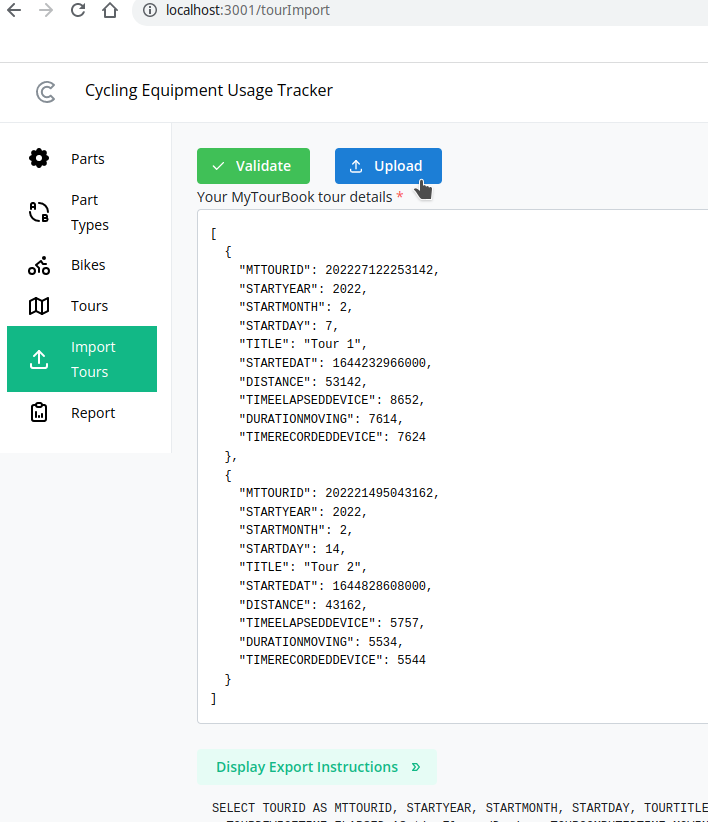 localhost:3001/tourImport
Cycling Equipment Usage Tracker
Parts
Part
Types
Bikes
Tours
Import
Tours
Report
Validate
Upload
Your MyTourBook tour details *
[
{
"MTTOURID": 202227122253142,
"STARTYEAR": 2022,
"STARTMONTH": 2,
"STARTDAY": 7,
"TITLE": "Tour 1",
"STARTEDAT": 1644232966000,
"DISTANCE": 53142,
"TIMEELAPSEDDEVICE": 8652,
"DURATIONMOVING": 7614,
"TIMERECORDEDDEVICE": 7624
},
{
"MTTOURID": 202221495043162,
"STARTYEAR": 2022,
"STARTMONTH": 2,
"STARTDAY": 14,
"TITLE": "Tour 2",
"STARTEDAT": 1644828608000,
"DISTANCE": 43162,
"TIMEELAPSEDDEVICE": 5757,
"DURATIONMOVING": 5534,
"TIMERECORDEDDEVICE": 5544
}
]
Display Export Instructions »
SELECT TOURID AS MTTOURID, STARTYEAR, STARTMONTH, STARTDAY, TOURTITLE